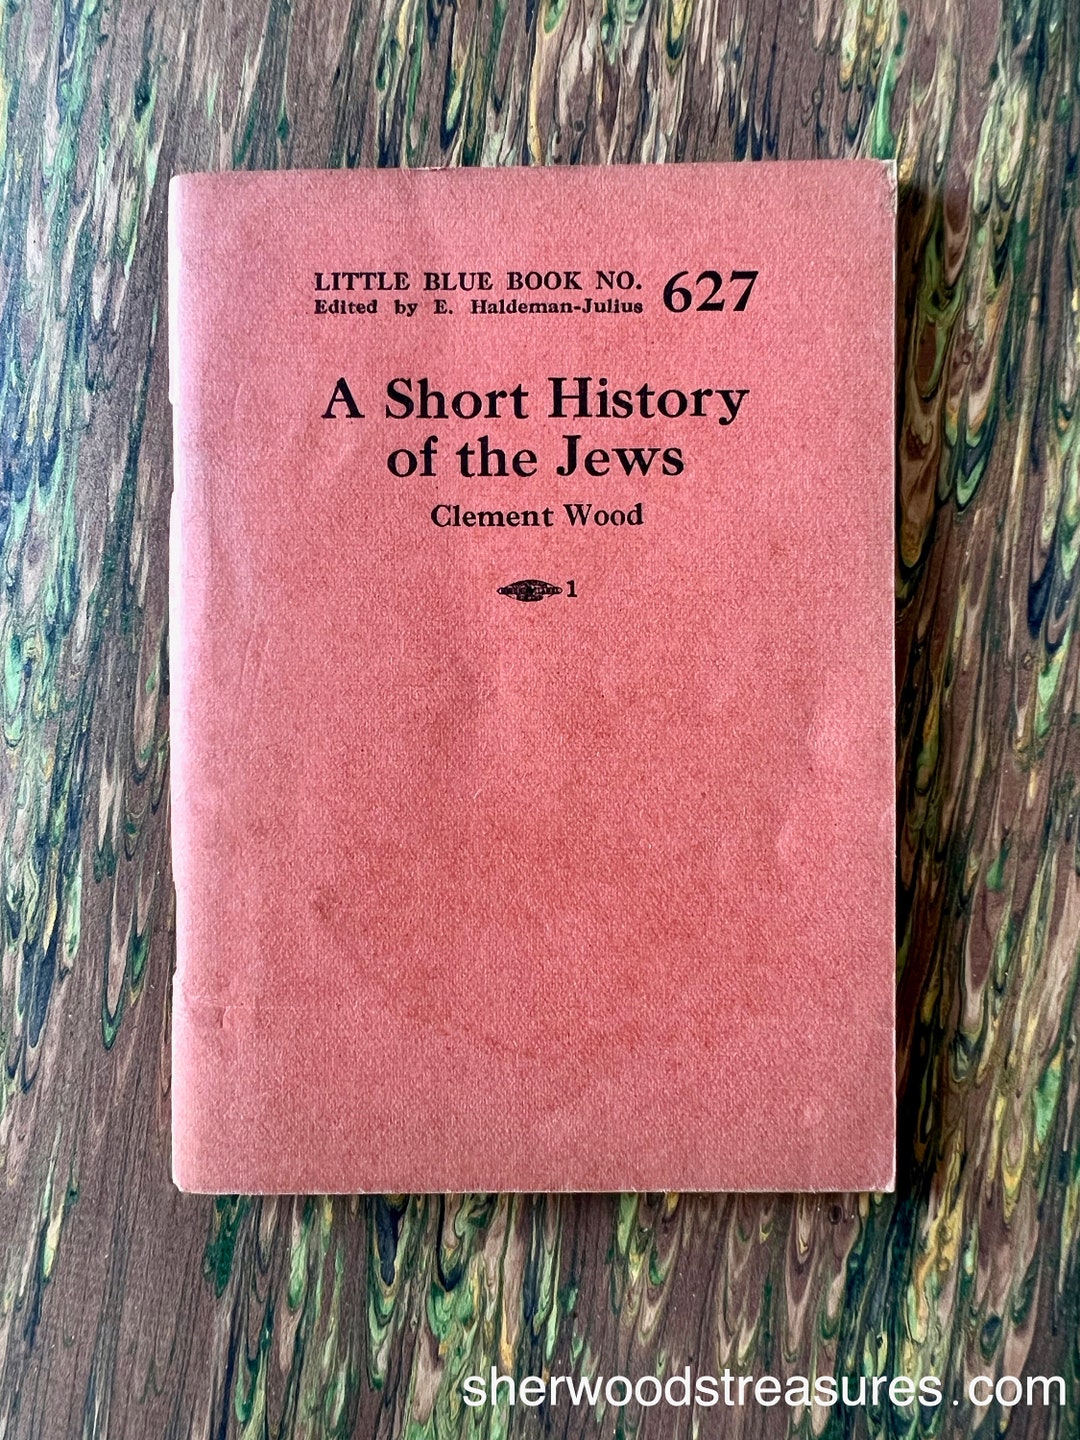 LITTLE BLUE BOOK NO. 627
Edited by E. Haldeman-Julius
A Short History
of the Jews
Clement Wood
1
sherwoodstreasures.com